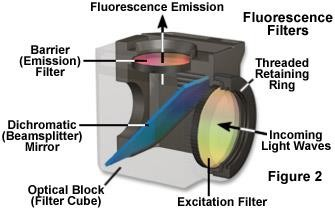 Fluorescence Emission
Fluorescence
Filters
Barrier
(Emission)
Filter
Threaded
Retaining
Ring
Dichromatic
(Beamsplitter)
Mirror
Incoming
Light Waves
Optical Block
(Filter Cube)
Excitation Filter
Figure 2